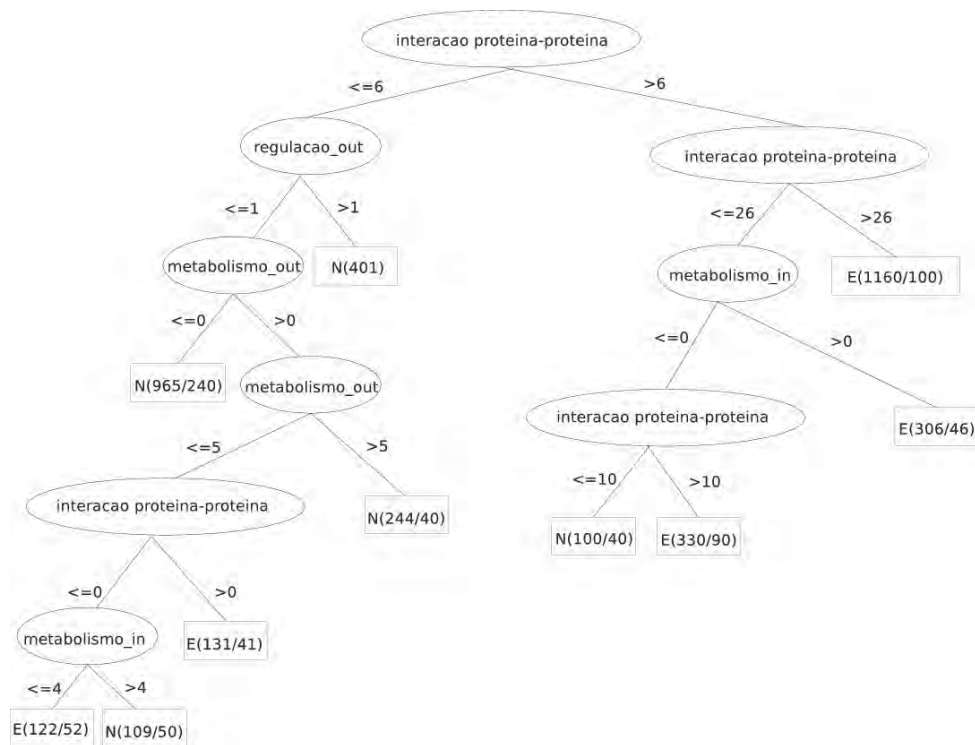 interacao proteina-proteina
<=6
>6
regulacao_out
interacao proteina-proteina
<=1
>1
<=26
>26
metabolismo_out
N(401)
metabolismo_in
E(1160/100)
<=0
>0
<=0
>0
N(965/240)
metabolismo_out
interacao proteina-proteina
E(306/46)
<=5
>5
<=10
>10
interacao proteina-proteina
N(244/40)
N(100/40)
E(330/90)
<=0
>0
metabolismo_in
E(131/41)
<=4
>4
E(122/52)
N(109/50)